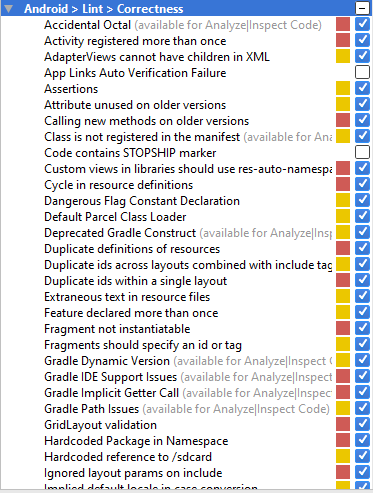 Android > Lint > Correctness
Accidental Octal (available for Analyze|Inspect Code)
Activity registered more than once
AdapterViews cannot have children in XML
App Links Auto Verification Failure
Assertions
Attribute unused on older versions
Calling new methods on older versions
Class is not registered in the manifest (available for Ana
Code contains STOPSHIP marker
Custom views in libraries should use res-auto-namespa
Cycle in resource definitions
Dangerous Flag Constant Declaration
Default Parcel Class Loader
Deprecated Gradle Construct (available for Analyze|Insp
Duplicate definitions of resources
Duplicate ids across layouts combined with include tag
Duplicate ids within a single layout
Extraneous text in resource files
Feature declared more than once
Fragment not instantiatable
Fragments should specify an id or tag
Gradle Dynamic Version (available for Analyze|Inspect C
Gradle IDE Support Issues (available for Analyze|Inspect
Gradle Implicit Getter Call (available for Analyze|Inspect
Gradle Path Issues (available for Analyze|Inspect Code)
GridLayout validation
Hardcoded Package in Namespace
Hardcoded reference to /sdcard
Ignored layout params on include
Implied default locale in case conversion